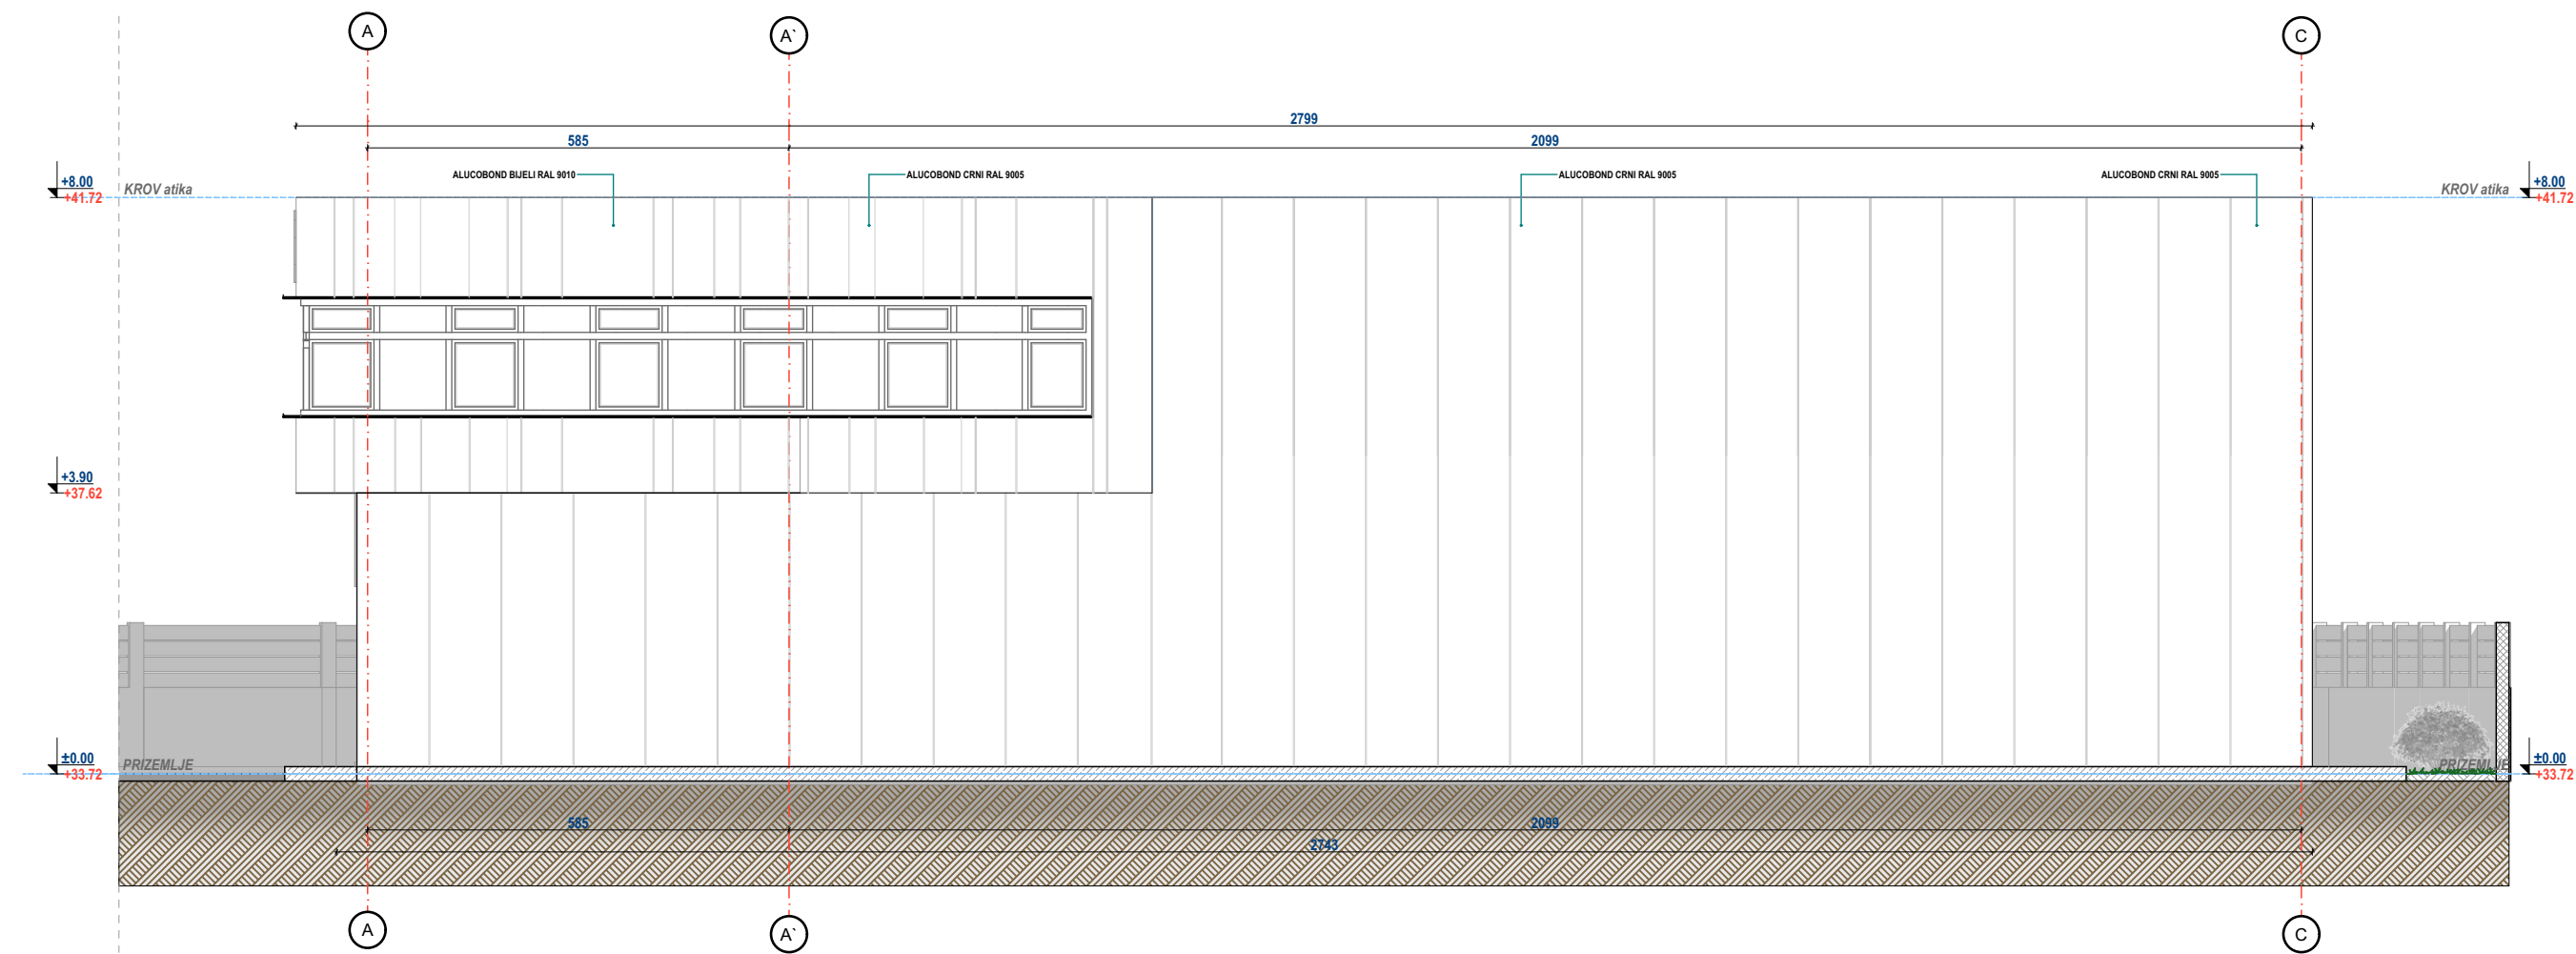 A
A`
C
2799
585
2099
ALUCOBOND BIJELI RAL 9010
ALUCOBOND CRNI RAL 9005
ALUCOBOND CRNI RAL 9005
ALUCOBOND CRNI RAL 9005
+8.00
+41.72
KROV atika
KROV atika
+8.00
+41.72
+3.90
+37.62
±0.00
+33.72
PRIZEMLJE
PRIZEMLJE
±0.00
+33.72
585
2099
2743
A
A`
C